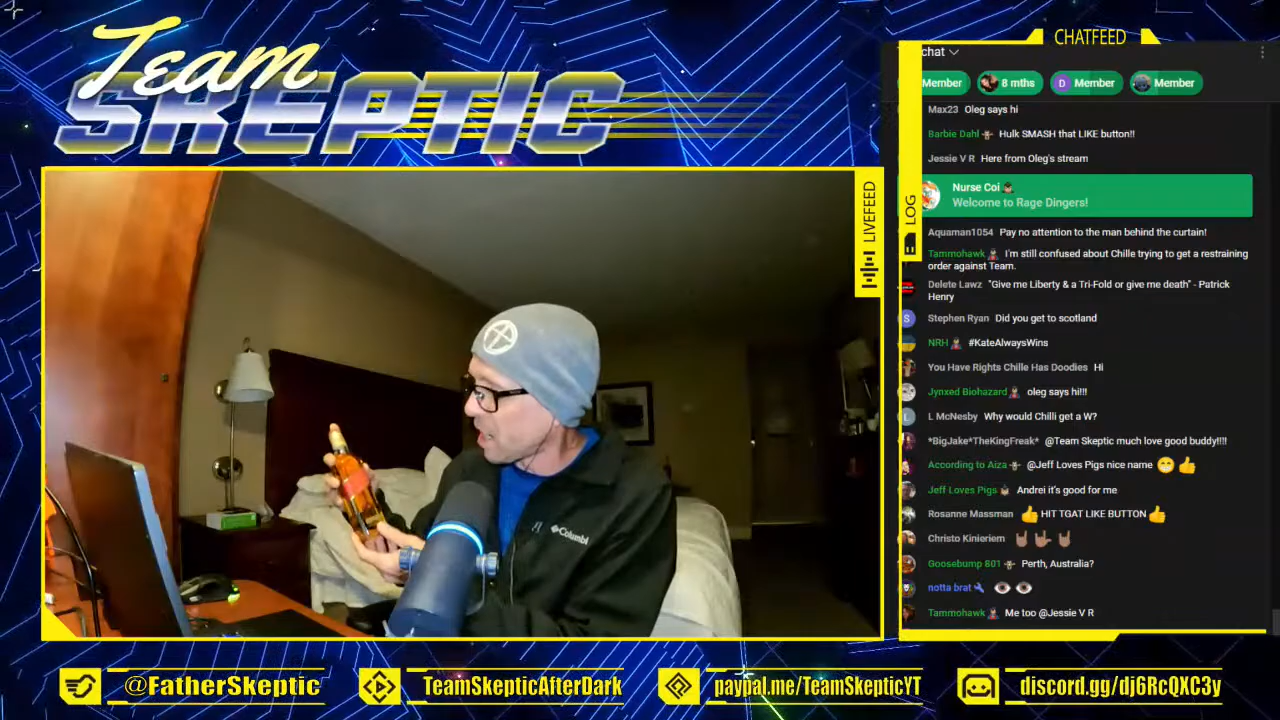 Team
SKEPTIC
LIVEFEED
Columbi
CHATFEED
chat
Member
8 mths
D Member
Member
LOG
Max23 Oleg says hi
Barbie Dahl Hulk SMASH that LIKE button!!
Jessie V R Here from Oleg's stream
Nurse Coi
Welcome to Rage Dingers!
Aquaman1054 Pay no attention to the man behind the curtain!
Tammohawk I'm still confused about Chille trying to get a restraining
order against Team.
Delete Lawz "Give me Liberty & a Tri-Fold or give me death" - Patrick
Henry
S Stephen Ryan Did you get to scotland
NRH #KateAlwaysWins
You Have Rights Chille Has Doodies Hi
Jynxed Biohazard oleg says hi!!!
L L McNesby Why would Chilli get a W?
*BigJake*TheKingFreak* @Team Skeptic much love good buddy!!!!
According to Aiza @Jeff Loves Pigs nice name 😁👍
Jeff Loves Pigs Andrei it's good for me
Rosanne Massman 👍 HIT TGAT LIKE BUTTON 👍
Christo Kinieriem 🤘🏽🤙🏽🤘🏽
Goosebump 801 Perth, Australia?
notta brat 👁️👁️
Tammohawk Me too @Jessie V R
@FatherSkeptic
TeamSkepticAfterDark
paypal.me/TeamSkepticYT
discord.gg/dj6RcQXC3y